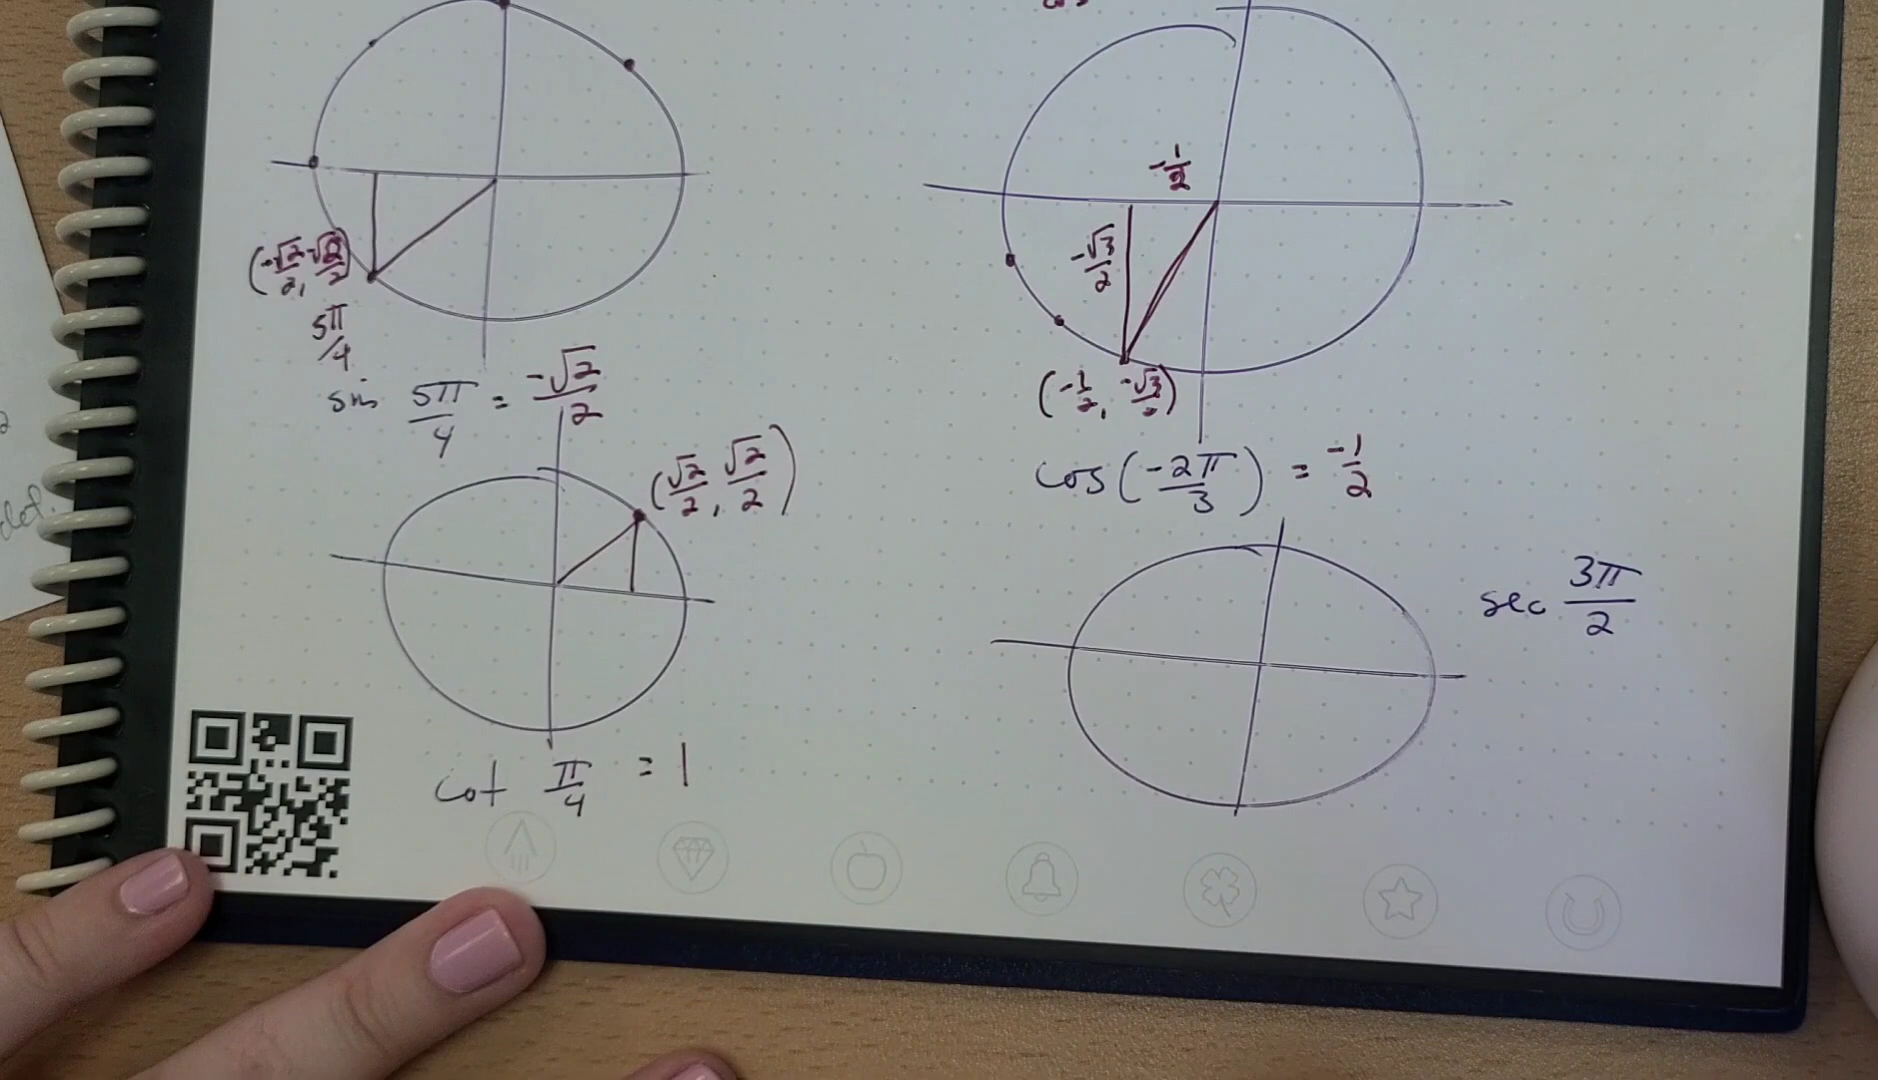 (-√2/2, -√2/2)
5π/4
sin 5π/4 = -√2/2
(√2/2, √2/2)
cot π/4 = 1
-1/2
-√3/2
(-1/2, -√3/2)
cos(-2π/3) = -1/2
sec 3π/2